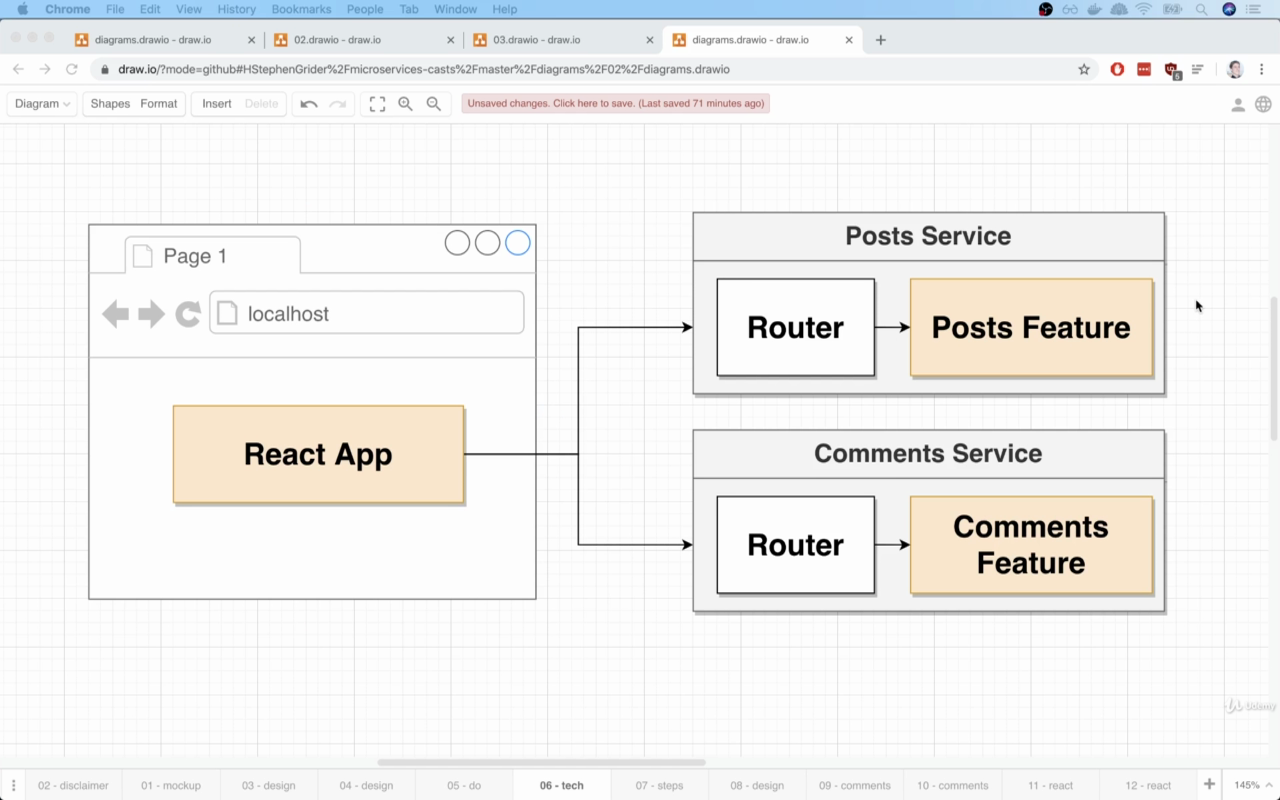 Chrome File Edit View History Bookmarks People Tab Window Help
diagrams.drawio - draw.io
02.drawio - draw.io
03.drawio - draw.io
diagrams.drawio - draw.io
draw.io/?mode=github#HStephenGrider%2Fmicroservices-casts%2Fmaster%2Fdiagrams%2F02%2Fdiagrams.drawio
Diagram Shapes Format Insert Delete Unsaved changes. Click here to save. (Last saved 71 minutes ago)
Page 1
localhost
React App
Posts Service
Router
Posts Feature
Comments Service
Router
Comments
Feature
Udemy
02 - disclaimer 01 - mockup 03 - design 04 - design 05 - do 06 - tech 07 - steps 08 - design 09 - comments 10 - comments 11 - react 12 - react 145%